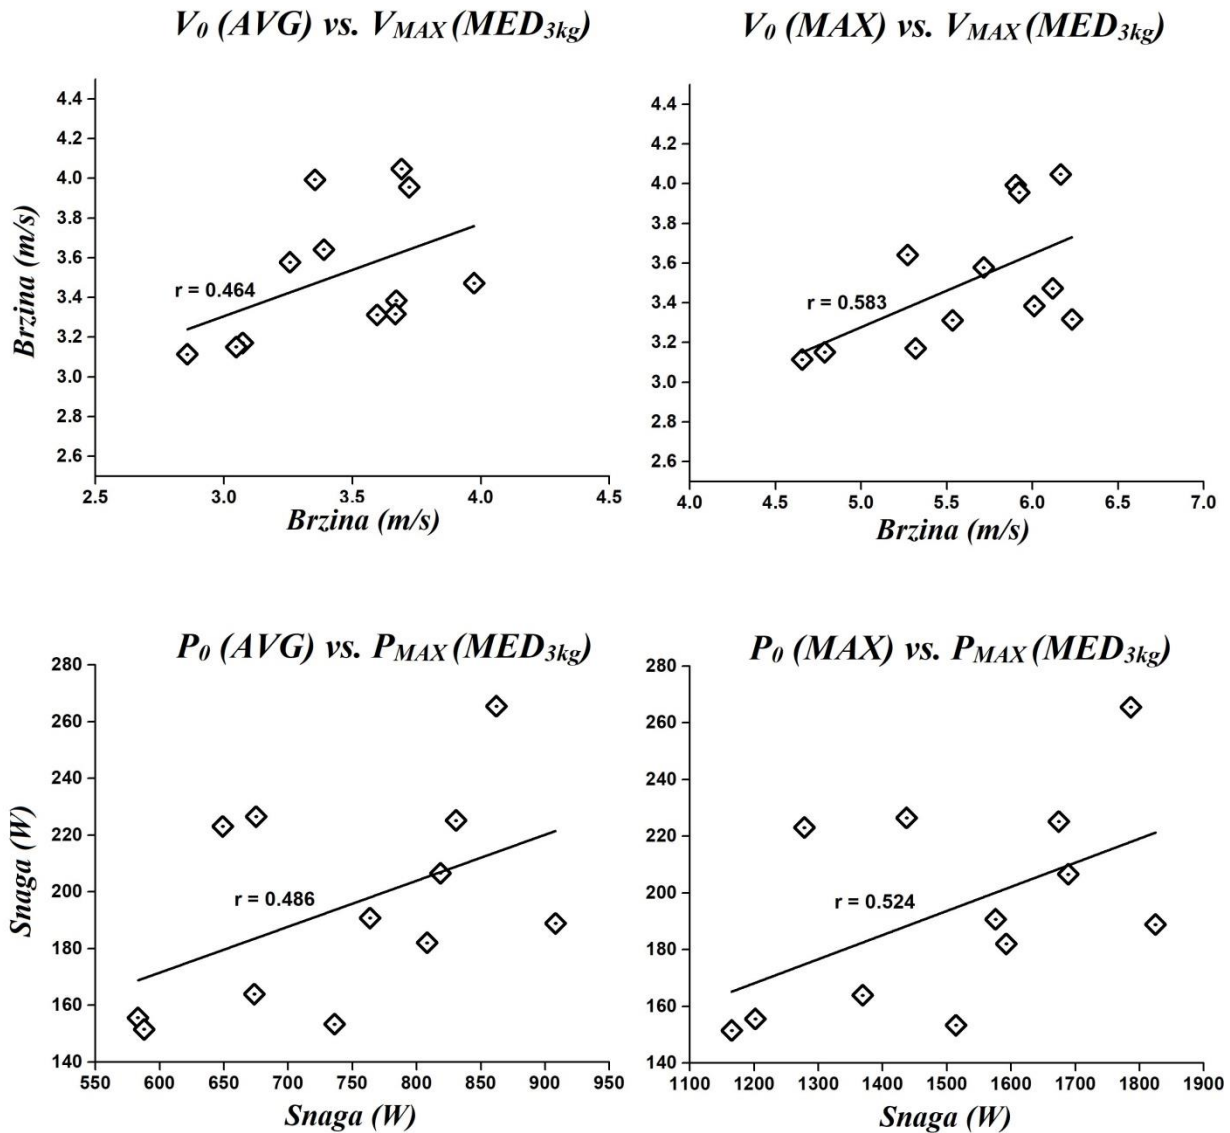 V₀ (AVG) vs. V_MAX (MED₃kg)
4.4
4.2
4.0
3.8
3.6
3.4
3.2
3.0
2.8
2.6
Brzina (m/s)
r = 0.464
2.5 3.0 3.5 4.0 4.5
Brzina (m/s)
V₀ (MAX) vs. V_MAX (MED₃kg)
4.4
4.2
4.0
3.8
3.6
3.4
3.2
3.0
2.8
2.6
r = 0.583
4.0 4.5 5.0 5.5 6.0 6.5 7.0
Brzina (m/s)
P₀ (AVG) vs. P_MAX (MED₃kg)
280
260
240
220
200
180
160
140
Snaga (W)
r = 0.486
550 600 650 700 750 800 850 900 950
Snaga (W)
P₀ (MAX) vs. P_MAX (MED₃kg)
280
260
240
220
200
180
160
140
r = 0.524
1100 1200 1300 1400 1500 1600 1700 1800 1900
Snaga (W)